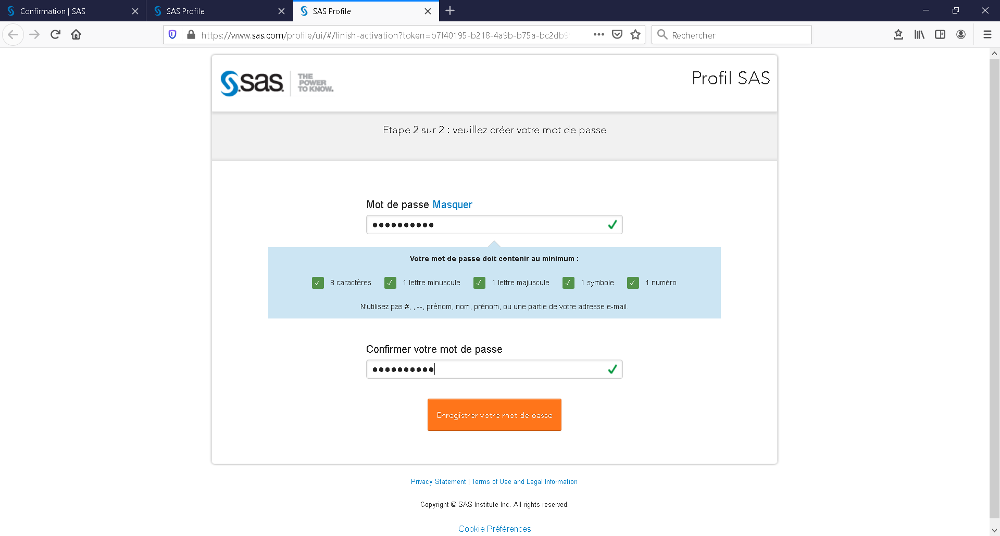 Confirmation | SAS
SAS Profile
SAS Profile
https://www.sas.com/profile/ui/#/finish-activation?token=b7f40195-b218-4a9b-b75a-bc2db9
Rechercher
sas
THE
POWER
TO KNOW.
Profil SAS
Etape 2 sur 2 : veuillez créer votre mot de passe
Mot de passe Masquer
Votre mot de passe doit contenir au minimum :
8 caractères
1 lettre minuscule
1 lettre majuscule
1 symbole
1 numéro
N'utilisez pas #, , --, prénom, nom, prénom, ou une partie de votre adresse e-mail.
Confirmer votre mot de passe
Enregistrer votre mot de passe
Privacy Statement | Terms of Use and Legal Information
Copyright © SAS Institute Inc. All rights reserved.
Cookie Préférences